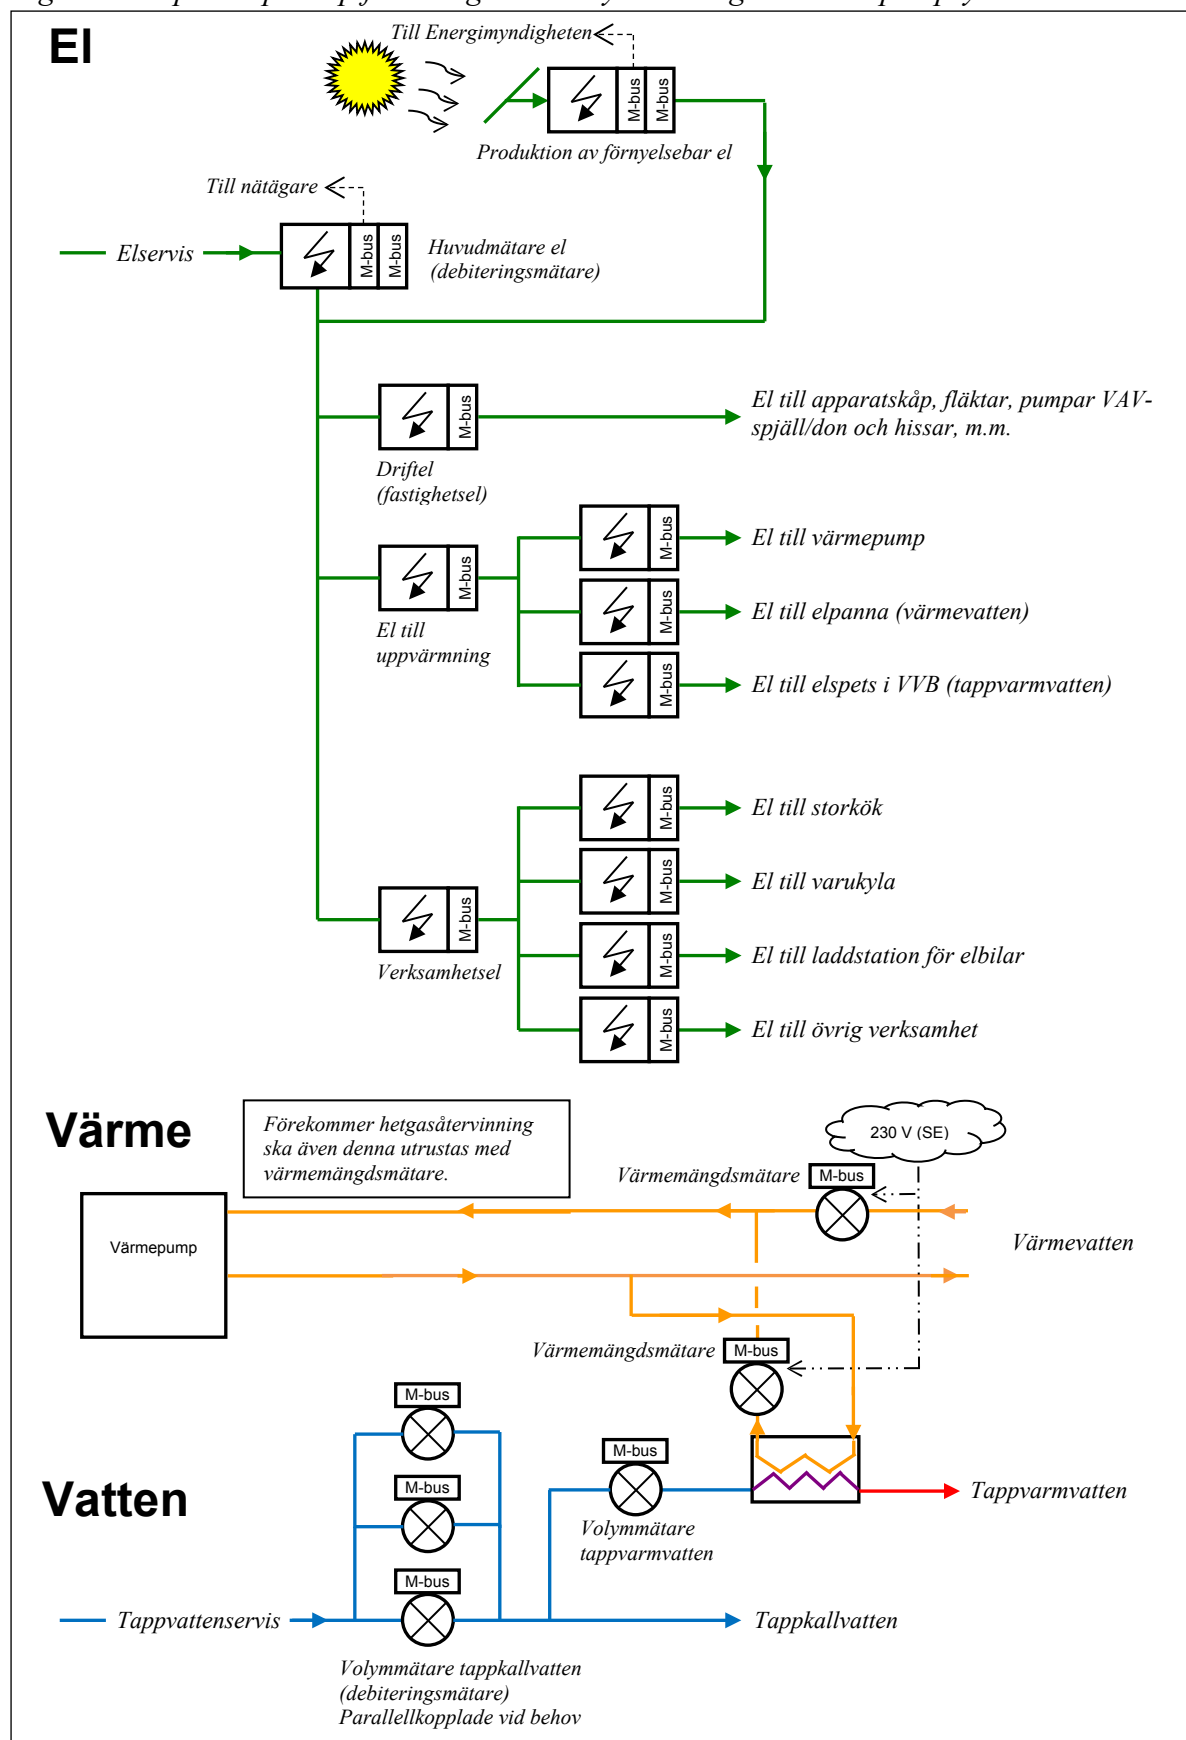 El
Till Energimyndigheten
M-bus
M-bus
Produktion av förnyelsebar el
Till nätägare
Elservis
M-bus
M-bus
Huvudmätare el
(debiteringsmätare)
M-bus
El till apparatskåp, fläktar, pumpar VAV-
spjäll/don och hissar, m.m.
Driftel
(fastighetsel)
M-bus
El till värmepump
M-bus
El till
uppvärmning
M-bus
El till elpanna (värmevatten)
M-bus
El till elspets i VVB (tappvarmvatten)
M-bus
El till storkök
M-bus
El till varukyla
M-bus
Verksamhetsel
M-bus
El till laddstation för elbilar
M-bus
El till övrig verksamhet
Värme
Förekommer hetgasåtervinning
ska även denna utrustas med
värmemängdsmätare.
230 V (SE)
Värmemängdsmätare
M-bus
Värmepump
Värmevatten
Värmemängdsmätare
M-bus
Vatten
M-bus
M-bus
M-bus
M-bus
Volymmätare
tappvarmvatten
Tappvarmvatten
Tappvattenservis
Tappkallvatten
Volymmätare tappkallvatten
(debiteringsmätare)
Parallellkopplade vid behov